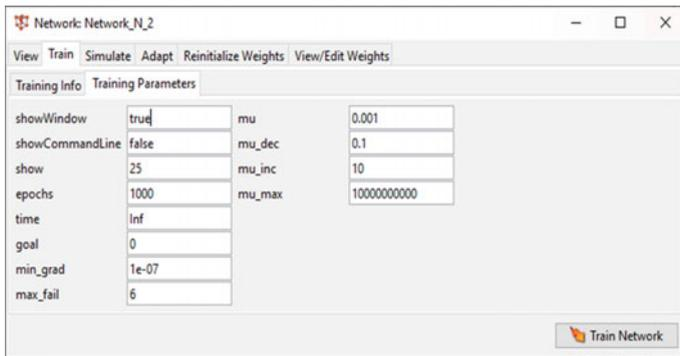 Network: Network_N_2
View Train Simulate Adapt Reinitialize Weights View/Edit Weights
Training Info Training Parameters
showWindow true mu 0.001
showCommandLine false mu_dec 0.1
show 25 mu_inc 10
epochs 1000 mu_max 10000000000
time Inf
goal 0
min_grad 1e-07
max_fail 6
Train Network